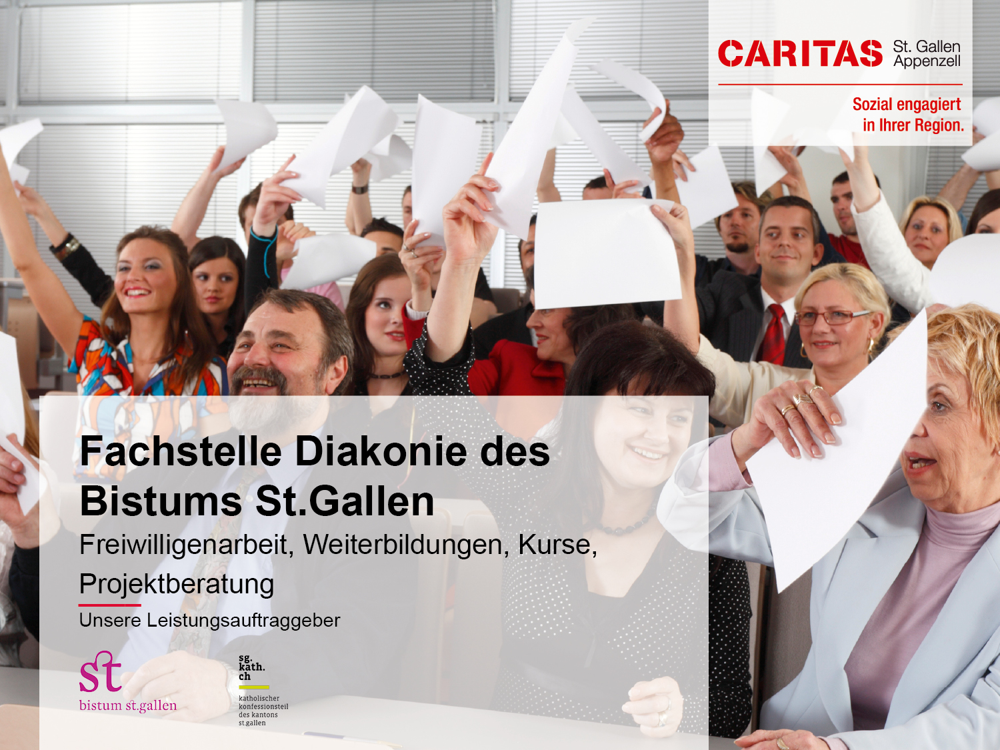 CARITAS St. Gallen
Appenzell
Sozial engagiert
in Ihrer Region.
Fachstelle Diakonie des
Bistums St.Gallen
Freiwilligenarbeit, Weiterbildungen, Kurse,
Projektberatung
Unsere Leistungsauftraggeber
st
bistum st.gallen
sg.
kath.
ch
katholischer
konfessionsteil
des kantons
st.gallen